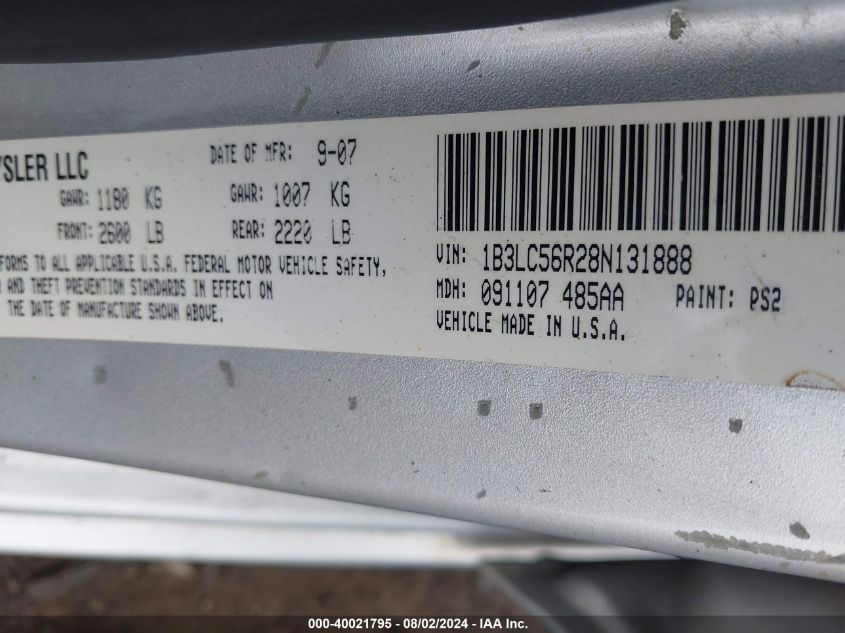 YSLER LLC
DATE OF MFR: 9-07
GAWR: 1180 KG GAWR: 1007 KG
FRONT: 2600 LB REAR: 2220 LB
FORMS TO ALL APPLICABLE U.S.A. FEDERAL MOTOR VEHICLE SAFETY,
R AND THEFT PREVENTION STANDARDS IN EFFECT ON
THE DATE OF MANUFACTURE SHOWN ABOVE.
VIN: 1B3LC56R28N131888
MDH: 091107 485AA PAINT: PS2
VEHICLE MADE IN U.S.A.
000-40021795 - 08/02/2024 - IAA Inc.